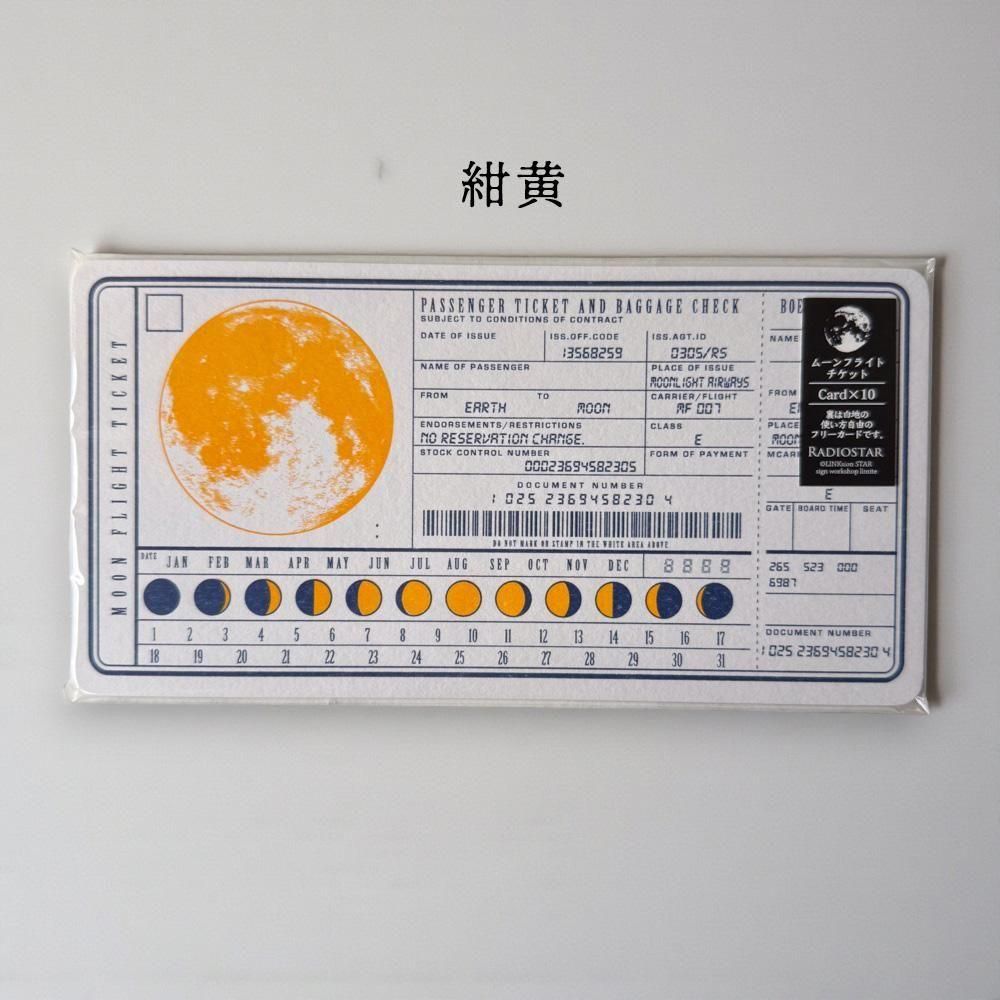 紺黄
MOON FLIGHT TICKET
PASSENGER TICKET AND BAGGAGE CHECK
SUBJECT TO CONDITIONS OF CONTRACT
DATE OF ISSUE
ISS.OFF.CODE
13568259
ISS.AGT.ID
0305/RS
NAME OF PASSENGER
PLACE OF ISSUE
MOONLIGHT AIRWAYS
FROM
EARTH
TO
MOON
CARRIER/FLIGHT
MF 007
ENDORSEMENTS/RESTRICTIONS
NO RESERVATION CHANGE.
CLASS
E
STOCK CONTROL NUMBER
00023694582305
FORM OF PAYMENT
DOCUMENT NUMBER
1 025 2369458230 4
DO NOT MARK OR STAMP IN THE WHITE AREA ABOVE
DATE JAN FEB MAR APR MAY JUN JUL AUG SEP OCT NOV DEC 8888
1 2 3 4 5 6 7 8 9 10 11 12 13 14 15 16 17
18 19 20 21 22 23 24 25 26 27 28 29 30 31
NAME
FROM
PLACE
MOON
E
GATE BOARD TIME SEAT
265 523 000
6987
DOCUMENT NUMBER
1 025 2369458230 4
ムーンフライト
チケット
Card×10
裏は白地の
使い方自由の
フリーカードです。
RADIOSTAR
©LINKsion STAR
sign workshop limite